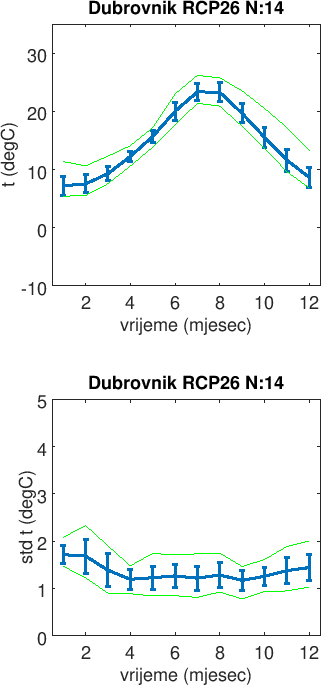 Dubrovnik RCP26 N:14
t (degC)
30
20
10
0
-10
2 4 6 8 10 12
vrijeme (mjesec)
Dubrovnik RCP26 N:14
std t (degC)
5
4
3
2
1
0
2 4 6 8 10 12
vrijeme (mjesec)